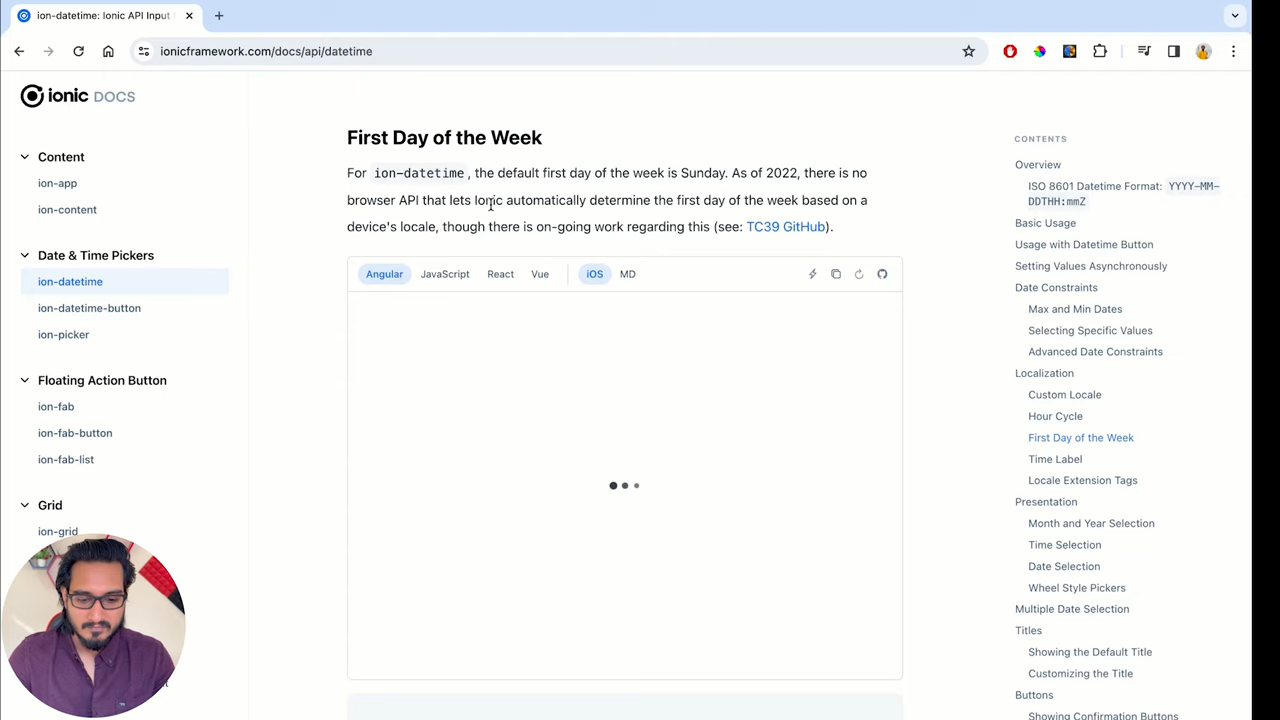 ion-datetime: Ionic API Input
ionicframework.com/docs/api/datetime
ionic DOCS
Content
ion-app
ion-content
Date & Time Pickers
ion-datetime
ion-datetime-button
ion-picker
Floating Action Button
ion-fab
ion-fab-button
ion-fab-list
Grid
ion-grid
First Day of the Week
For ion-datetime, the default first day of the week is Sunday. As of 2022, there is no
browser API that lets Ionic automatically determine the first day of the week based on a
device's locale, though there is on-going work regarding this (see: TC39 GitHub).
Angular JavaScript React Vue iOS MD
CONTENTS
Overview
ISO 8601 Datetime Format: YYYY-MM-
DDTHH:mmZ
Basic Usage
Usage with Datetime Button
Setting Values Asynchronously
Date Constraints
Max and Min Dates
Selecting Specific Values
Advanced Date Constraints
Localization
Custom Locale
Hour Cycle
First Day of the Week
Time Label
Locale Extension Tags
Presentation
Month and Year Selection
Time Selection
Date Selection
Wheel Style Pickers
Multiple Date Selection
Titles
Showing the Default Title
Customizing the Title
Buttons
Showing Confirmation Buttons